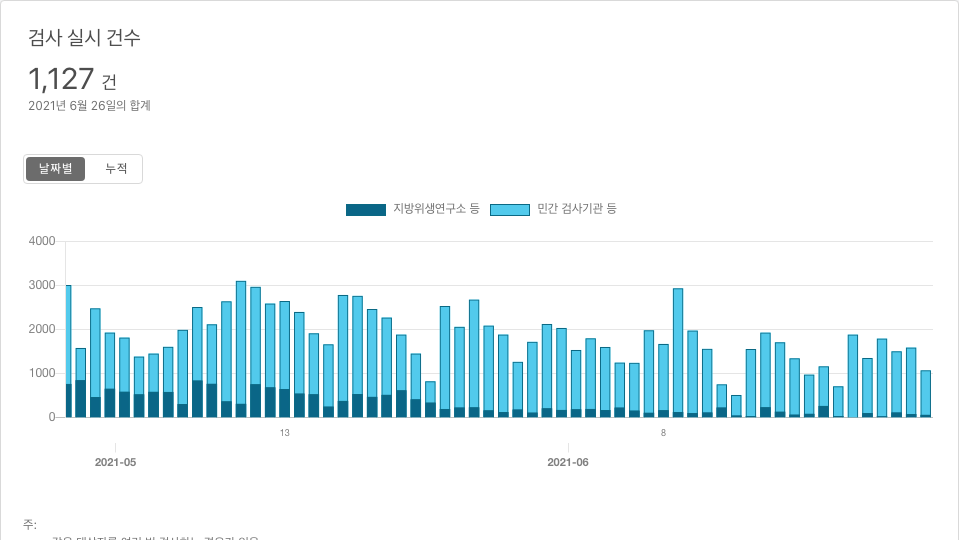 검사 실시 건수
1,127 건
2021년 6월 26일의 합계
날짜별 누적
지방위생연구소 등 민간 검사기관 등
4000
3000
2000
1000
0
13 8
2021-05 2021-06
주: